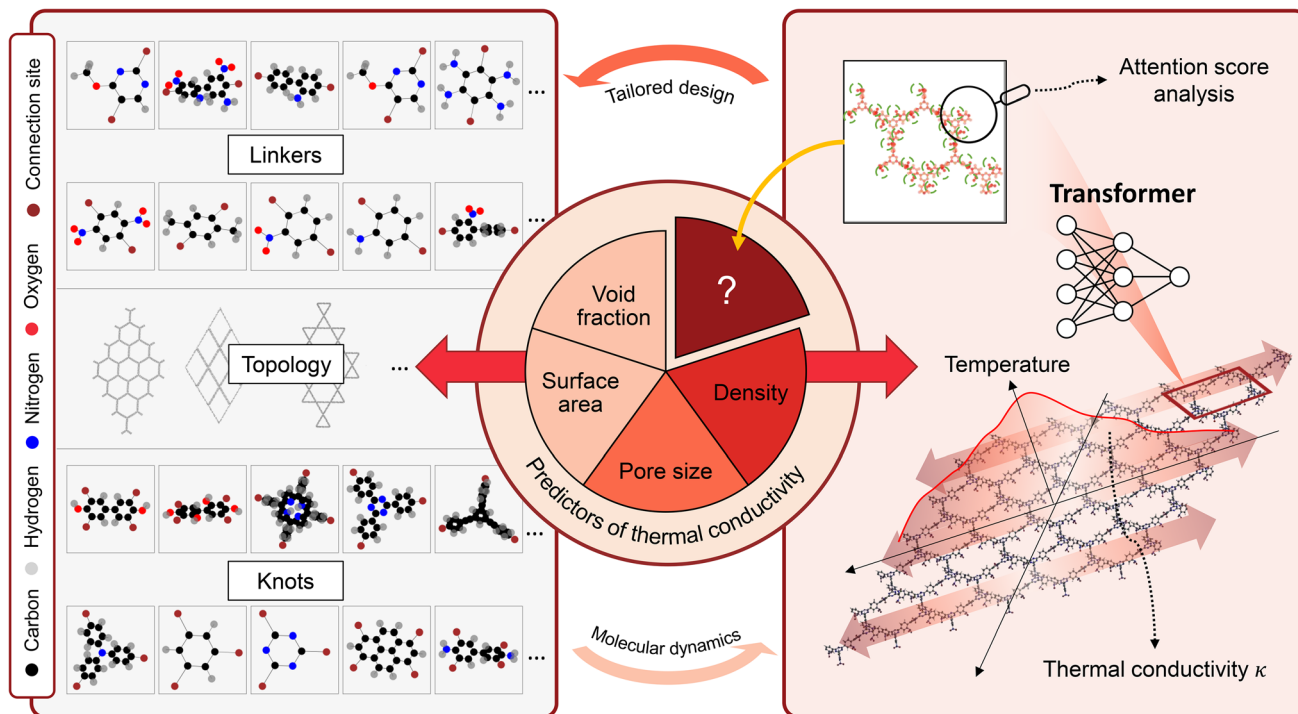 Connection site
Oxygen
Nitrogen
Hydrogen
Carbon
Linkers
...
...
Topology
...
Knots
...
...
Tailored design
Void
fraction
?
Surface
area
Density
Pore size
Predictors of thermal conductivity
Molecular dynamics
Attention score
analysis
Transformer
Temperature
Thermal conductivity κ